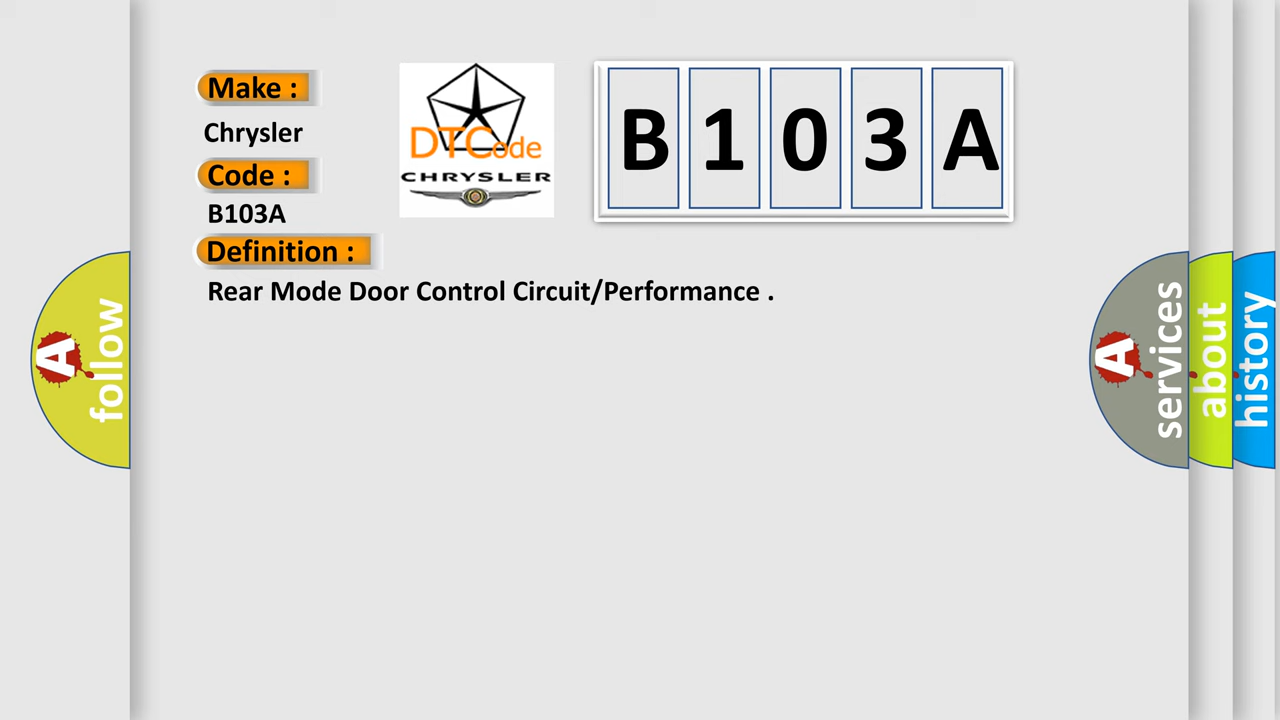 Make :
Chrysler
Code :
B103A
Definition :
Rear Mode Door Control Circuit/Performance .
DTCode
CHRYSLER
B 1 0 3 A
A follow
A services
about
history